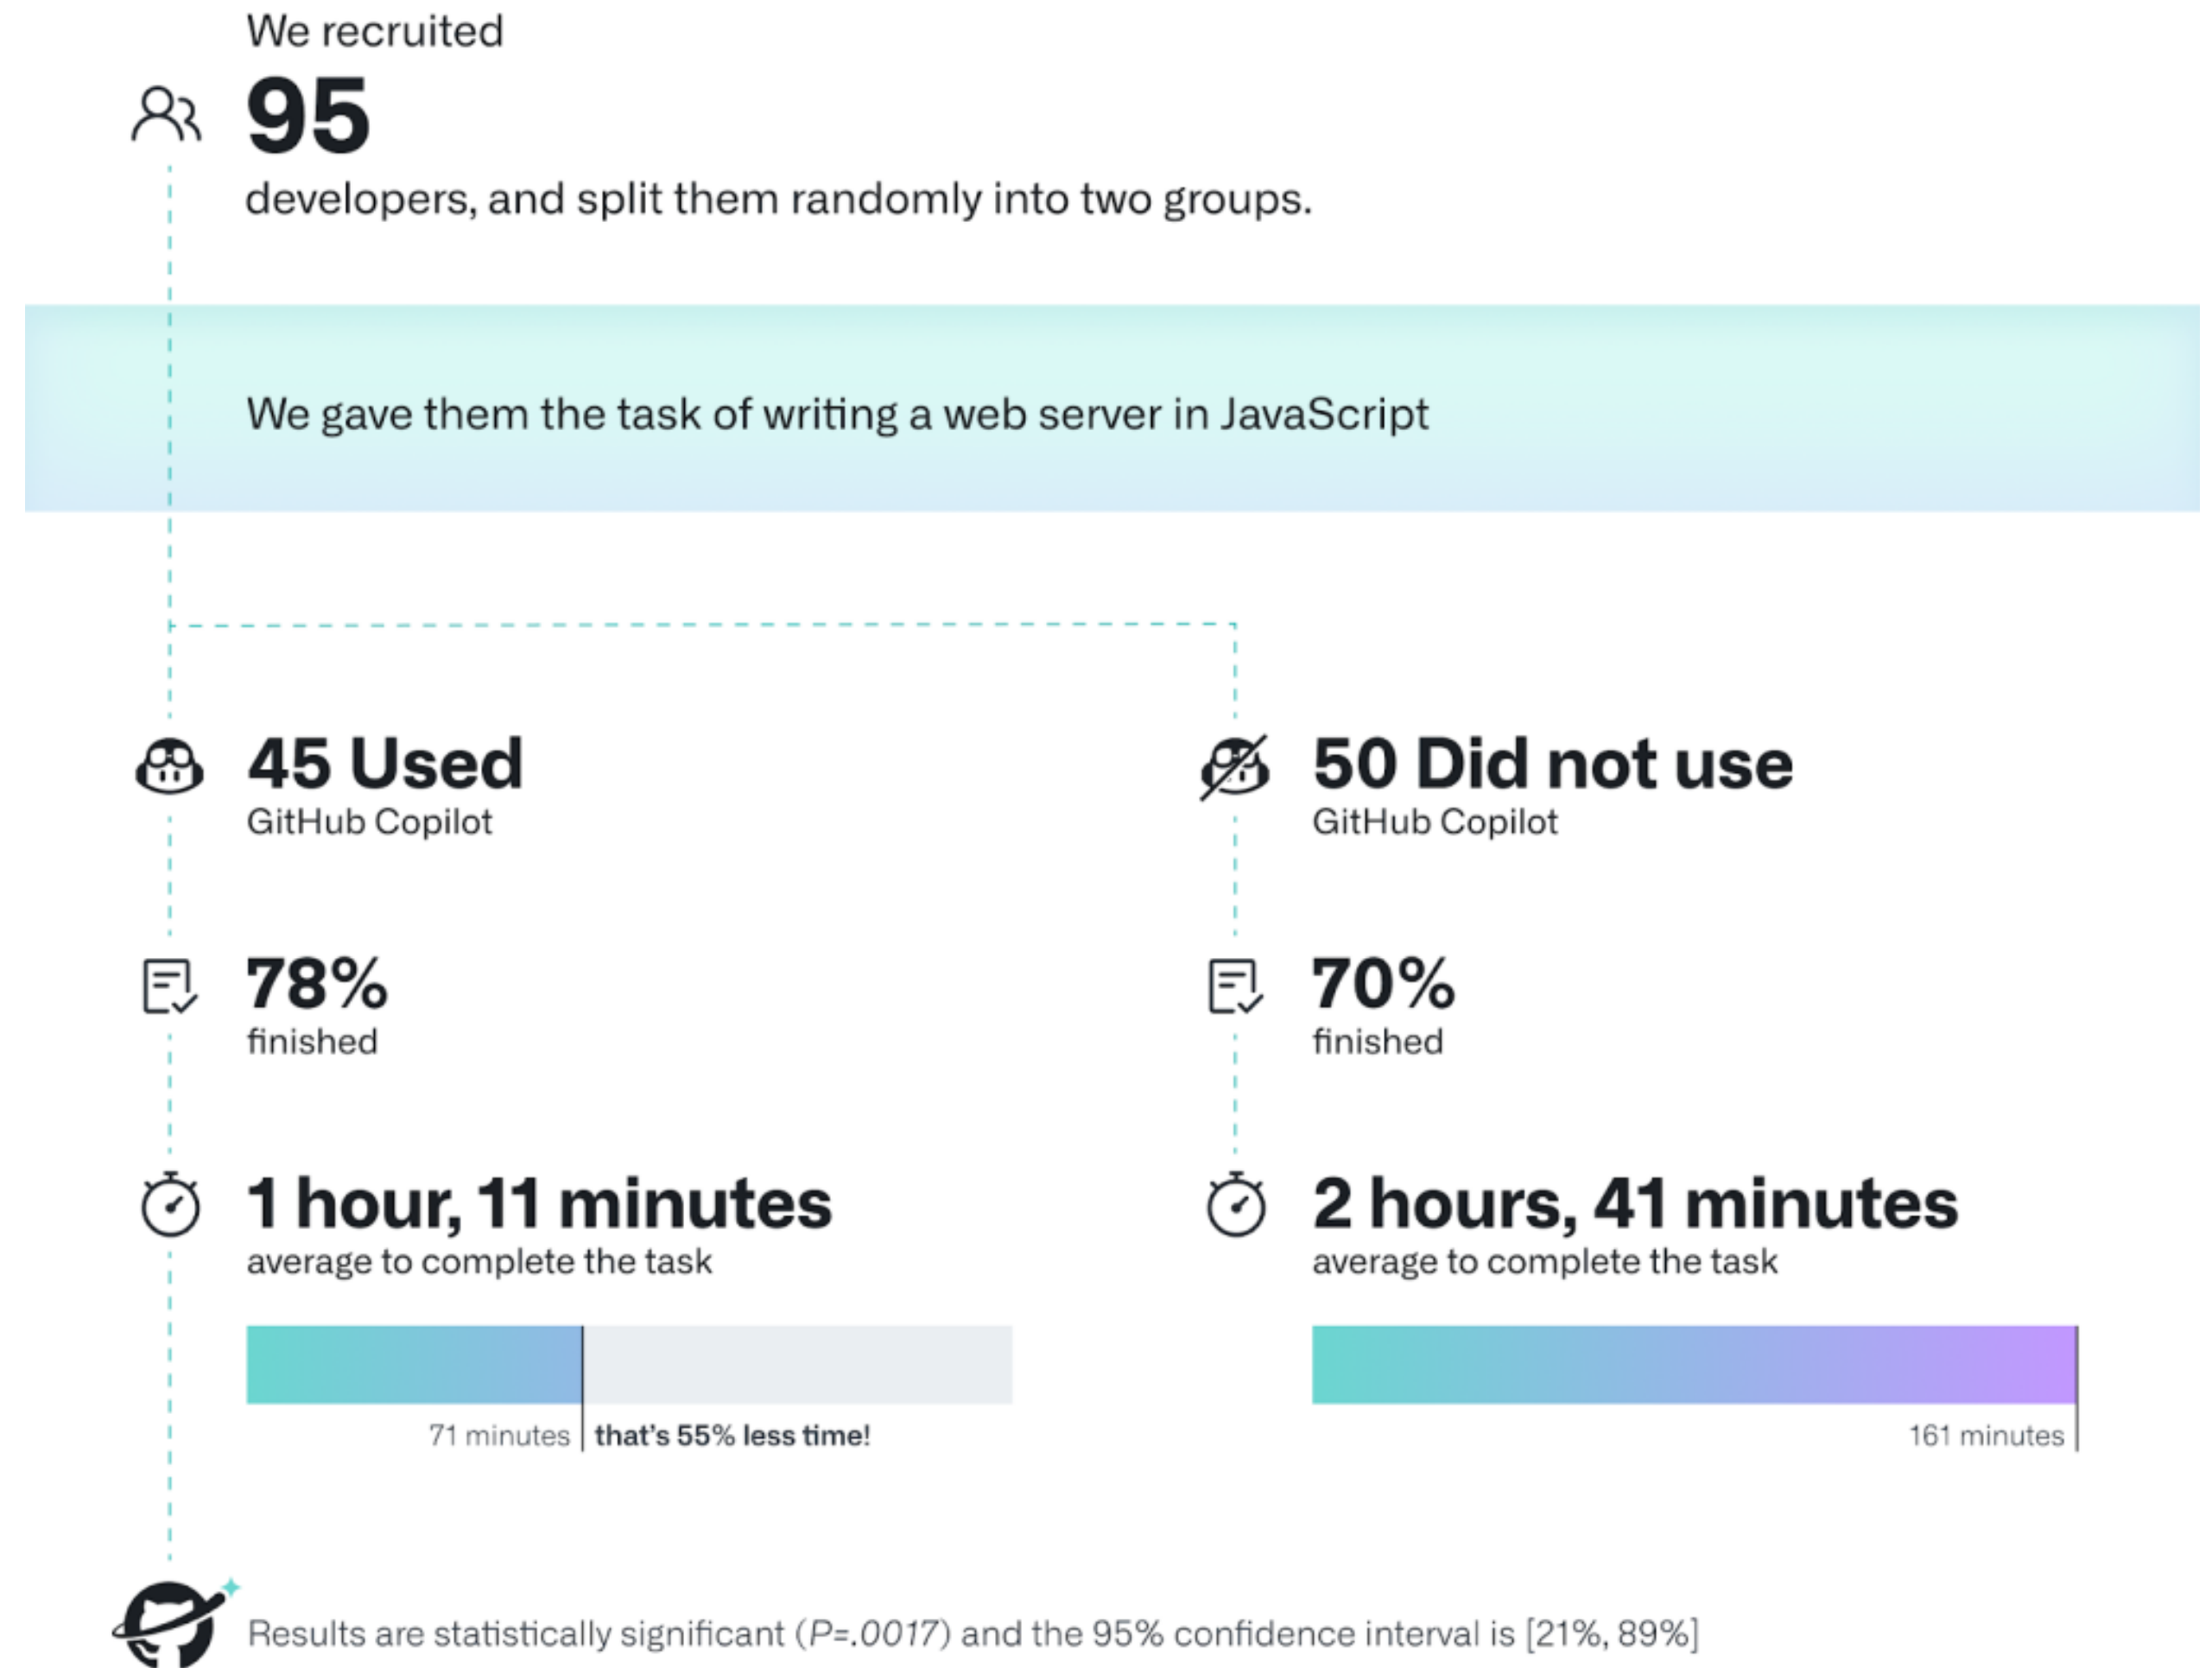 We recruited
95
developers, and split them randomly into two groups.
We gave them the task of writing a web server in JavaScript
45 Used
GitHub Copilot
78%
finished
1 hour, 11 minutes
average to complete the task
71 minutes
that's 55% less time!
50 Did not use
GitHub Copilot
70%
finished
2 hours, 41 minutes
average to complete the task
161 minutes
Results are statistically significant (P=.0017) and the 95% confidence interval is [21%, 89%]